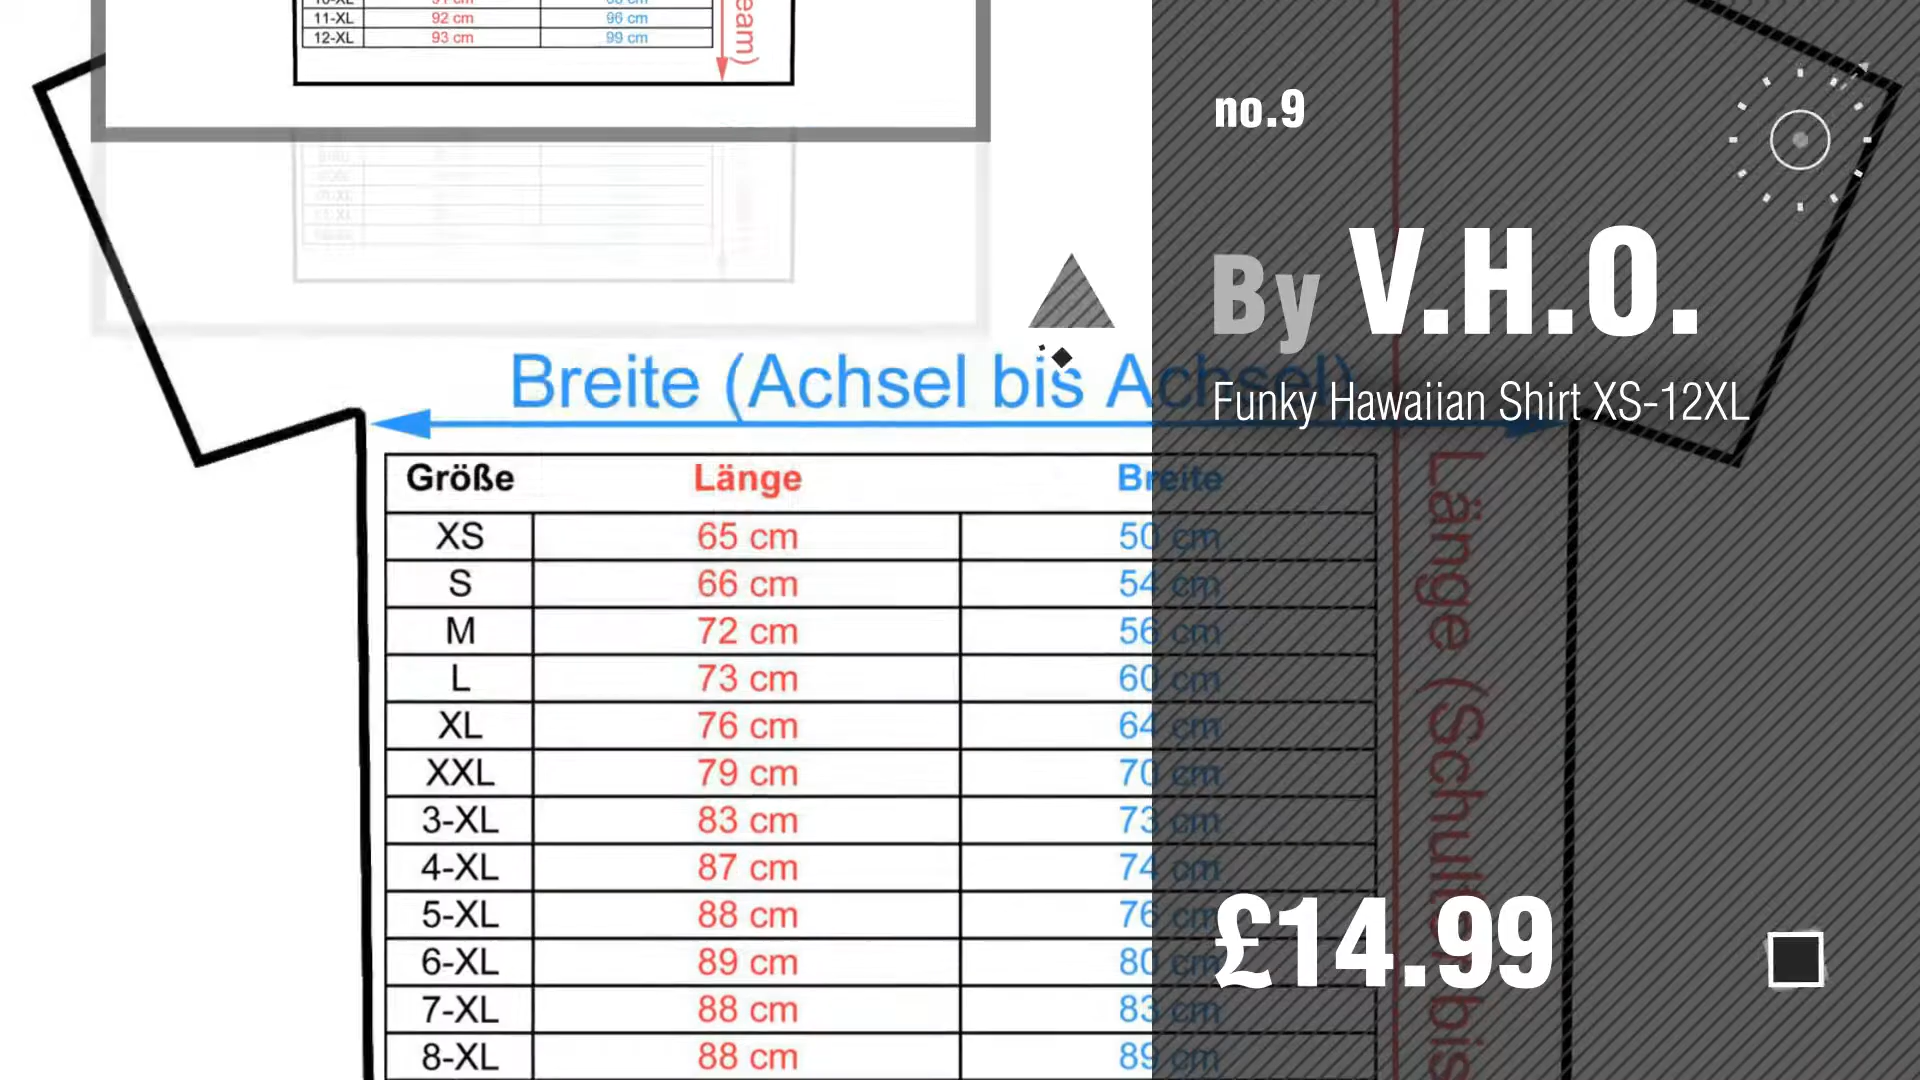 11-XL 92 cm 96 cm
12-XL 93 cm 99 cm
no.9
By V.H.O.
Funky Hawaiian Shirt XS-12XL
Breite (Achsel bis Achsel)
Größe Länge Breite
XS 65 cm 50 cm
S 66 cm 54 cm
M 72 cm 56 cm
L 73 cm 60 cm
XL 76 cm 64 cm
XXL 79 cm 70 cm
3-XL 83 cm 73 cm
4-XL 87 cm 74 cm
5-XL 88 cm 76 cm
6-XL 89 cm 80 cm
7-XL 88 cm 83 cm
8-XL 88 cm 89 cm
Länge (Schulter bis
£14.99